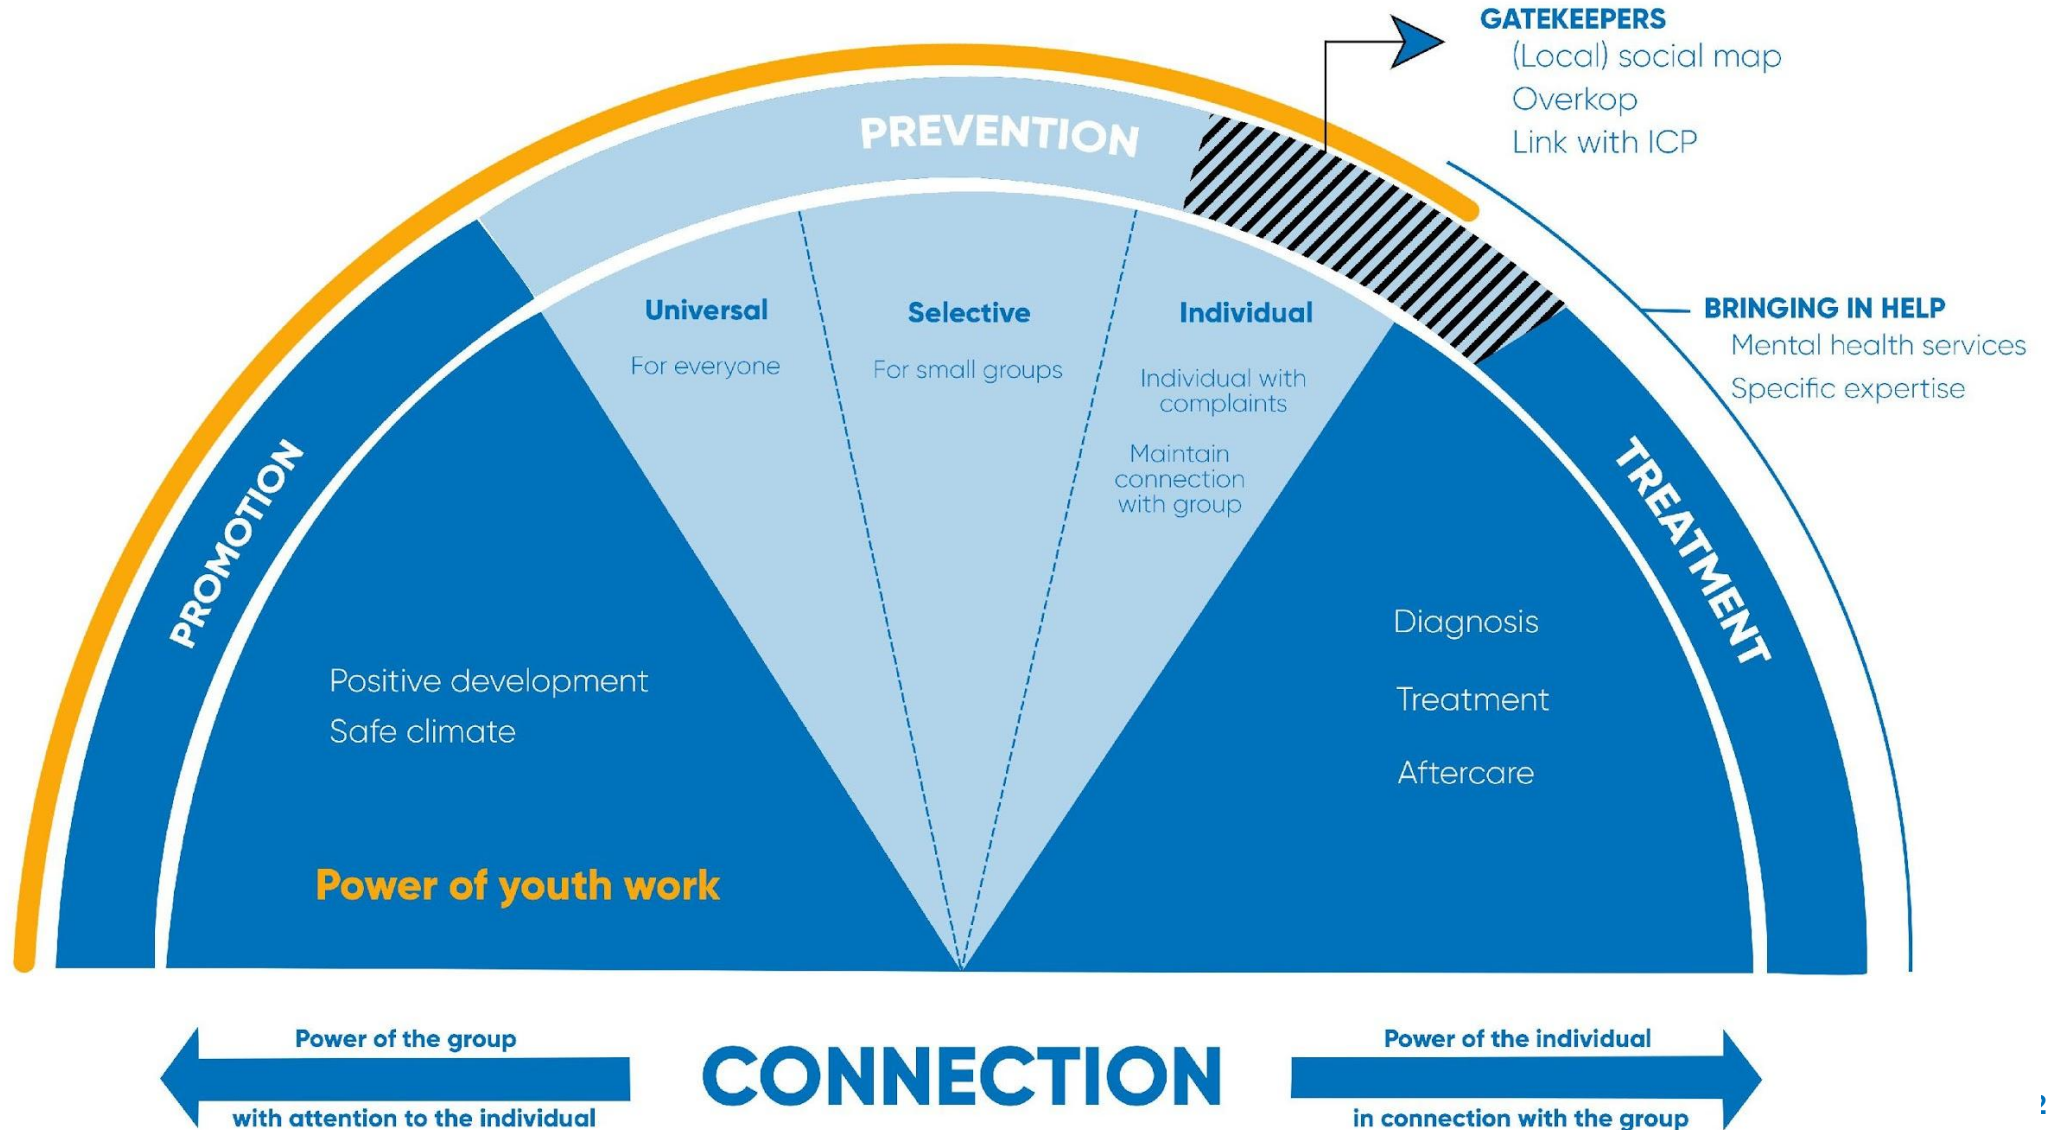 GATEKEEPERS
(Local) social map
Overkop
Link with ICP
PREVENTION
BRINGING IN HELP
Mental health services
Specific expertise
Universal
For everyone
Selective
For small groups
Individual
Individual with
complaints
Maintain
connection
with group
PROMOTION
TREATMENT
Positive development
Safe climate
Power of youth work
Diagnosis
Treatment
Aftercare
Power of the group
with attention to the individual
CONNECTION
Power of the individual
in connection with the group